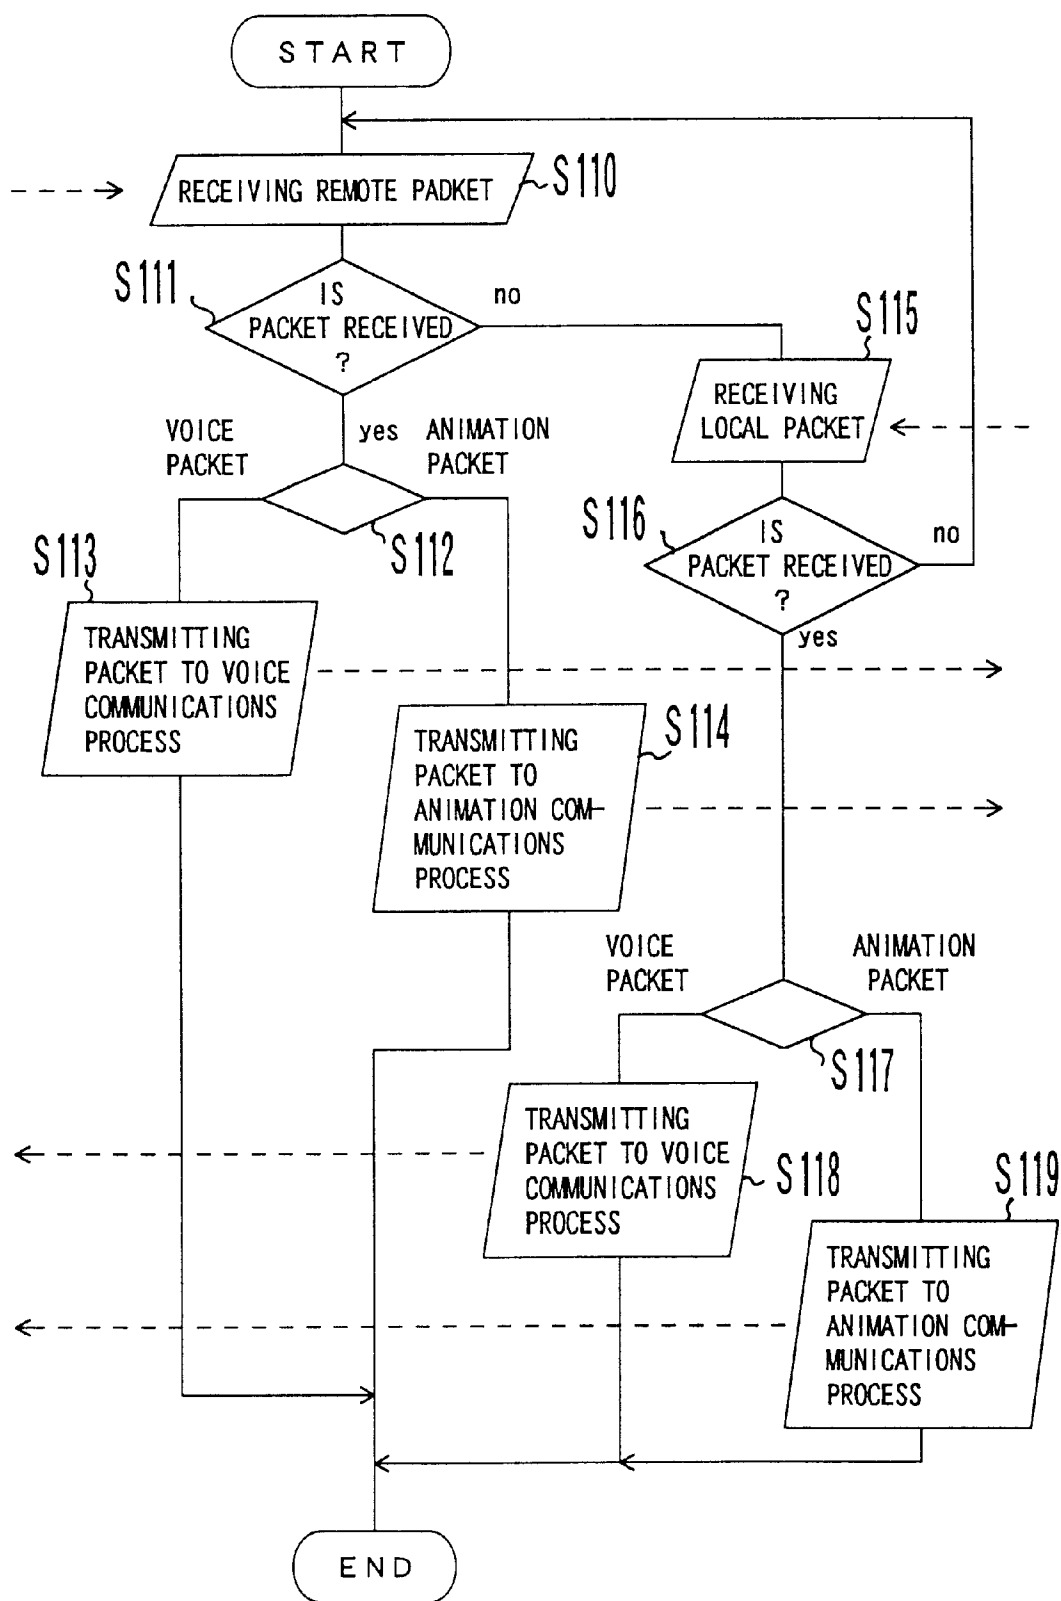 START
RECEIVING REMOTE PADKET
S110
S111
IS
PACKET RECEIVED
?
no
yes
VOICE
PACKET
ANIMATION
PACKET
S112
S113
TRANSMITTING
PACKET TO VOICE
COMMUNICATIONS
PROCESS
S114
TRANSMITTING
PACKET TO
ANIMATION COM-
MUNICATIONS
PROCESS
S115
RECEIVING
LOCAL PACKET
S116
IS
PACKET RECEIVED
?
no
yes
VOICE
PACKET
ANIMATION
PACKET
S117
TRANSMITTING
PACKET TO VOICE
COMMUNICATIONS
PROCESS
S118
S119
TRANSMITTING
PACKET TO
ANIMATION COM-
MUNICATIONS
PROCESS
END